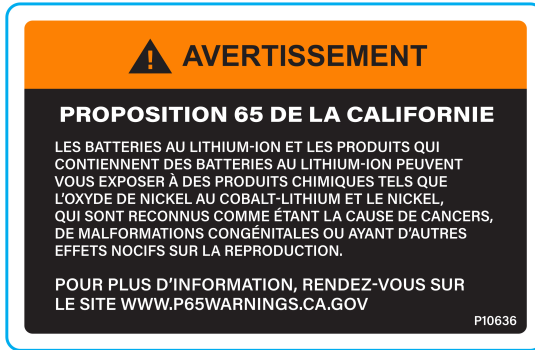 AVERTISSEMENT
PROPOSITION 65 DE LA CALIFORNIE
LES BATTERIES AU LITHIUM-ION ET LES PRODUITS QUI
CONTIENNENT DES BATTERIES AU LITHIUM-ION PEUVENT
VOUS EXPOSER À DES PRODUITS CHIMIQUES TELS QUE
L'OXYDE DE NICKEL AU COBALT-LITHIUM ET LE NICKEL,
QUI SONT RECONNUS COMME ÉTANT LA CAUSE DE CANCERS,
DE MALFORMATIONS CONGÉNITALES OU AYANT D'AUTRES
EFFETS NOCIFS SUR LA REPRODUCTION.
POUR PLUS D'INFORMATION, RENDEZ-VOUS SUR
LE SITE WWW.P65WARNINGS.CA.GOV
P10636